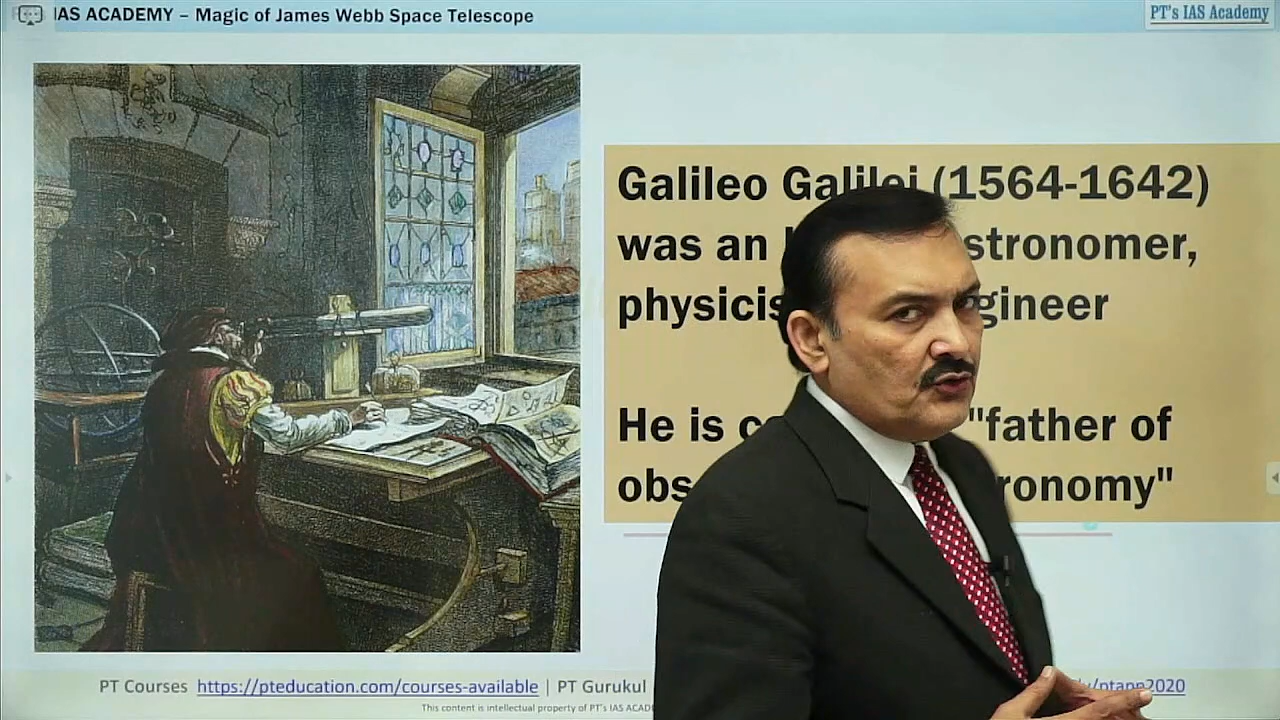 IAS ACADEMY – Magic of James Webb Space Telescope
PT's IAS Academy
Galileo Galilei (1564-1642)
was an stronomer,
physicis gineer
He is c "father of
obs ronomy"
PT Courses https://pteducation.com/courses-available | PT Gurukul /ptapp2020
This content is intellectual property of PT's IAS ACAD